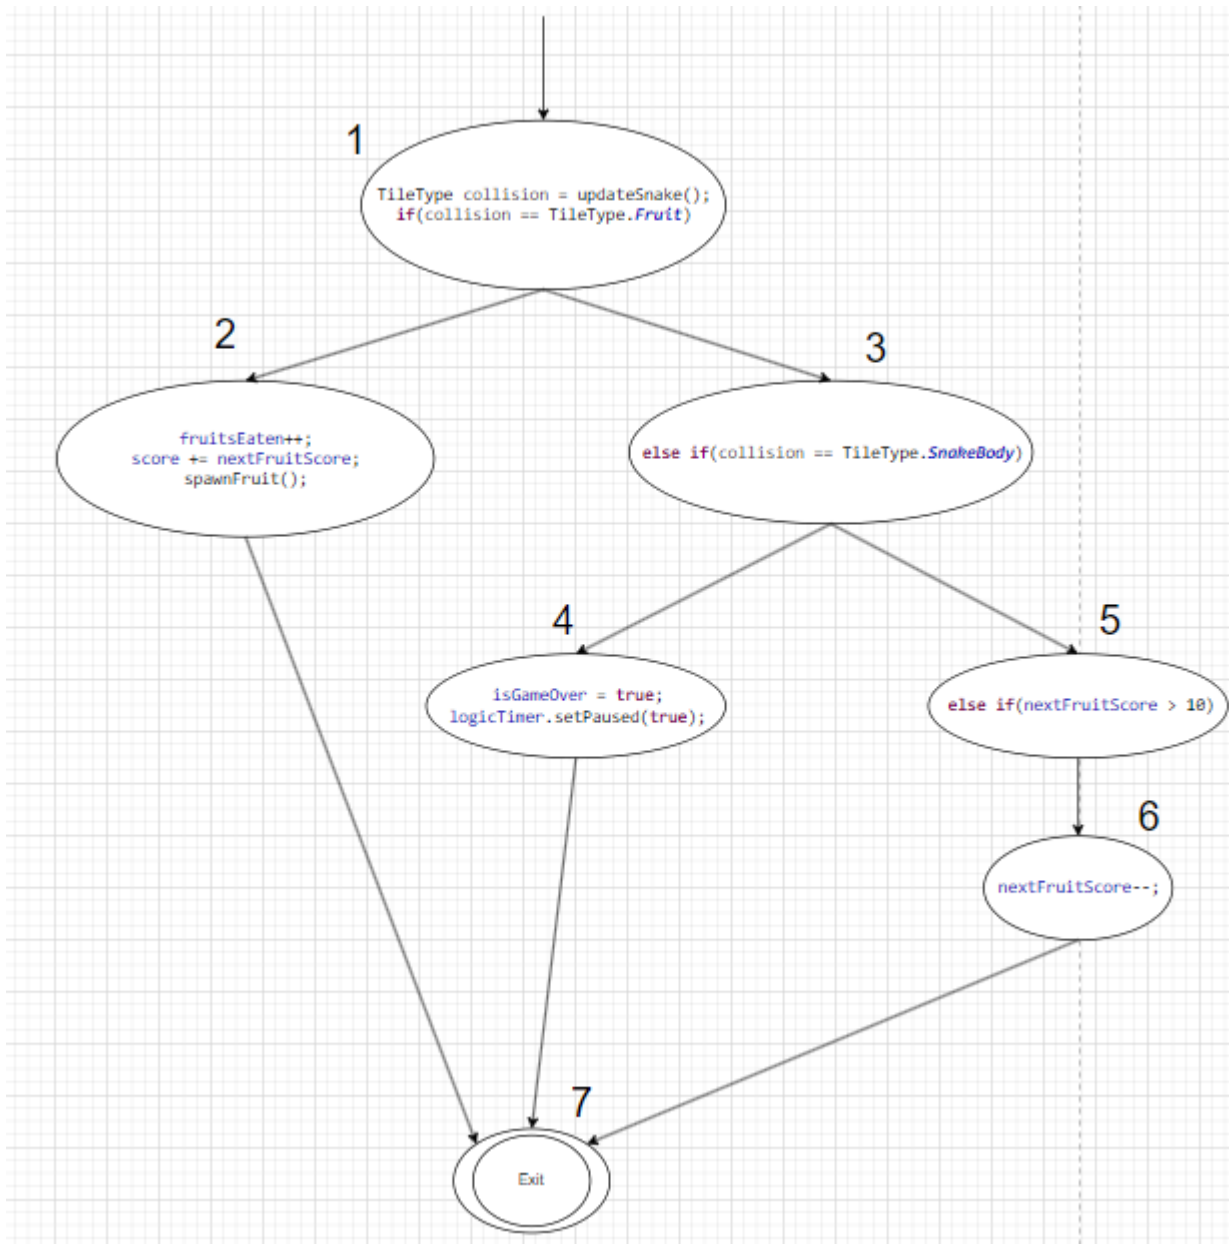 1
TileType collision = updateSnake();
if(collision == TileType.Fruit)
2
fruitsEaten++;
score += nextFruitScore;
spawnFruit();
3
else if(collision == TileType.SnakeBody)
4
isGameOver = true;
logicTimer.setPaused(true);
5
else if(nextFruitScore > 10)
6
nextFruitScore--;
7
Exit